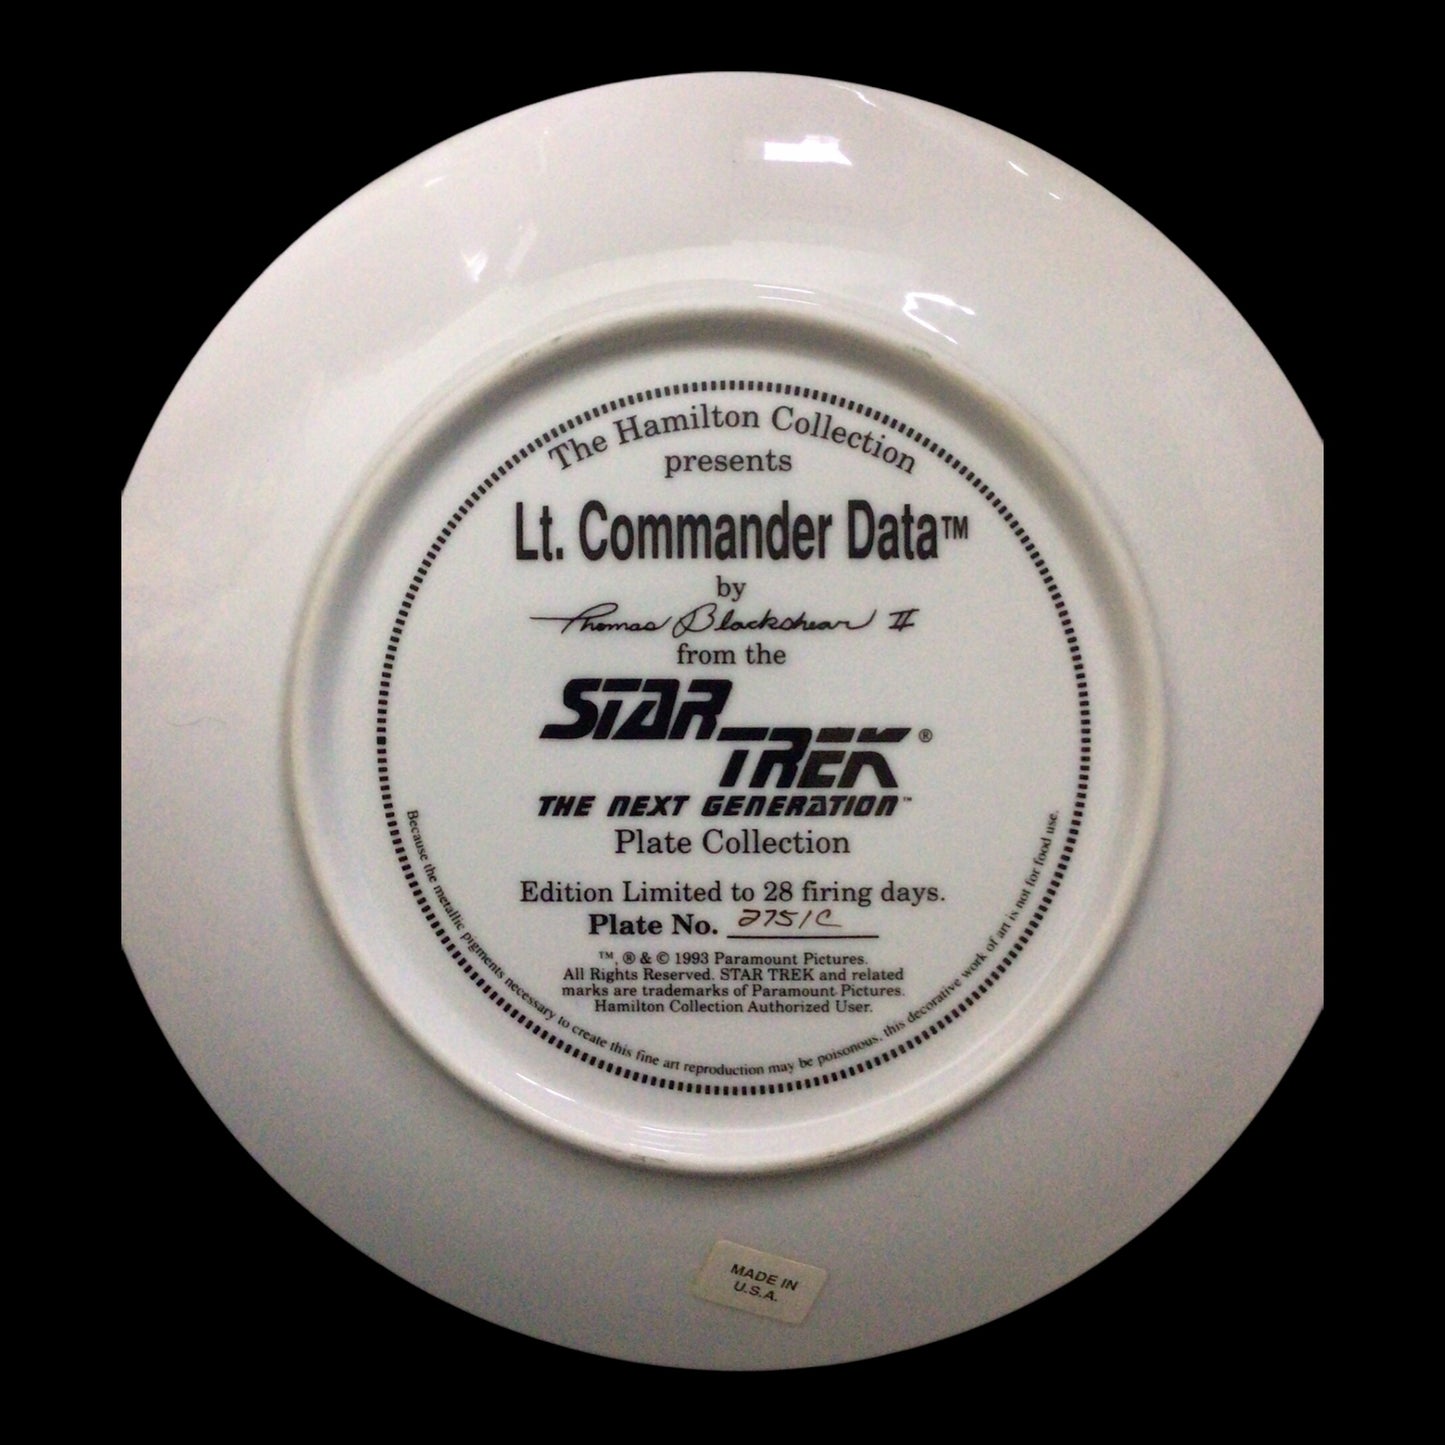 The Hamilton Collection
presents
Lt. Commander Data™
by
Thomas Blackshear II
from the
STAR
TREK®
THE NEXT GENERATION™
Plate Collection
Edition Limited to 28 firing days.
Plate No. 2751C
™, ® & © 1993 Paramount Pictures.
All Rights Reserved. STAR TREK and related
marks are trademarks of Paramount Pictures.
Hamilton Collection Authorized User.
Because the metallic pigments necessary to create this fine art reproduction may be poisonous, this decorative work of art is not for food use.
MADE IN
U.S.A.